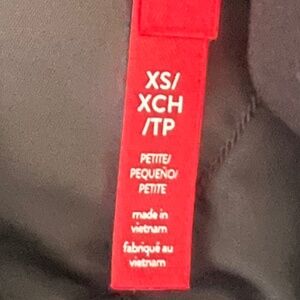 XS/
XCH
/TP
PETITE/
PEQUEÑO/
PETITE
made in
vietnam
fabriqué au
vietnam